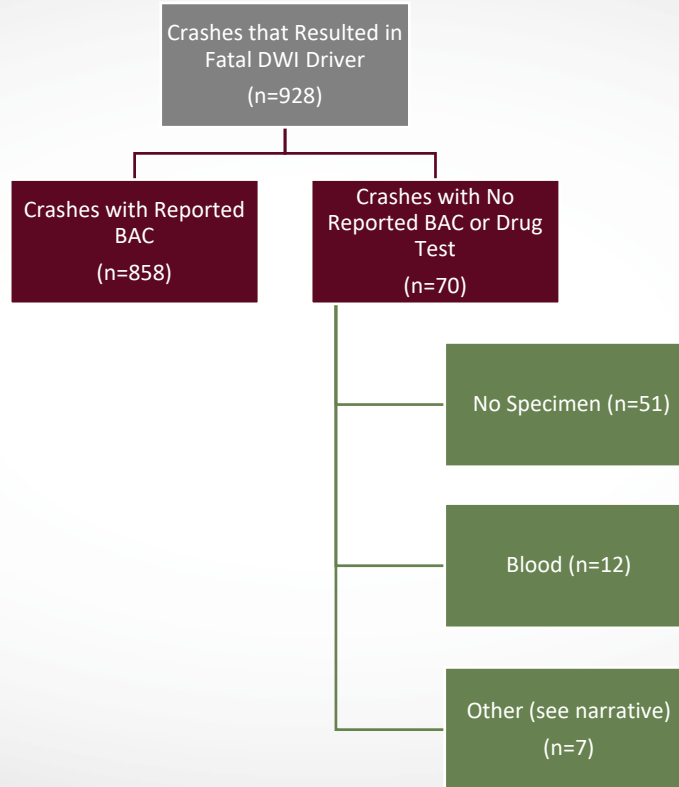 Crashes that Resulted in
Fatal DWI Driver
(n=928)
Crashes with Reported
BAC
(n=858)
Crashes with No
Reported BAC or Drug
Test
(n=70)
No Specimen (n=51)
Blood (n=12)
Other (see narrative)
(n=7)